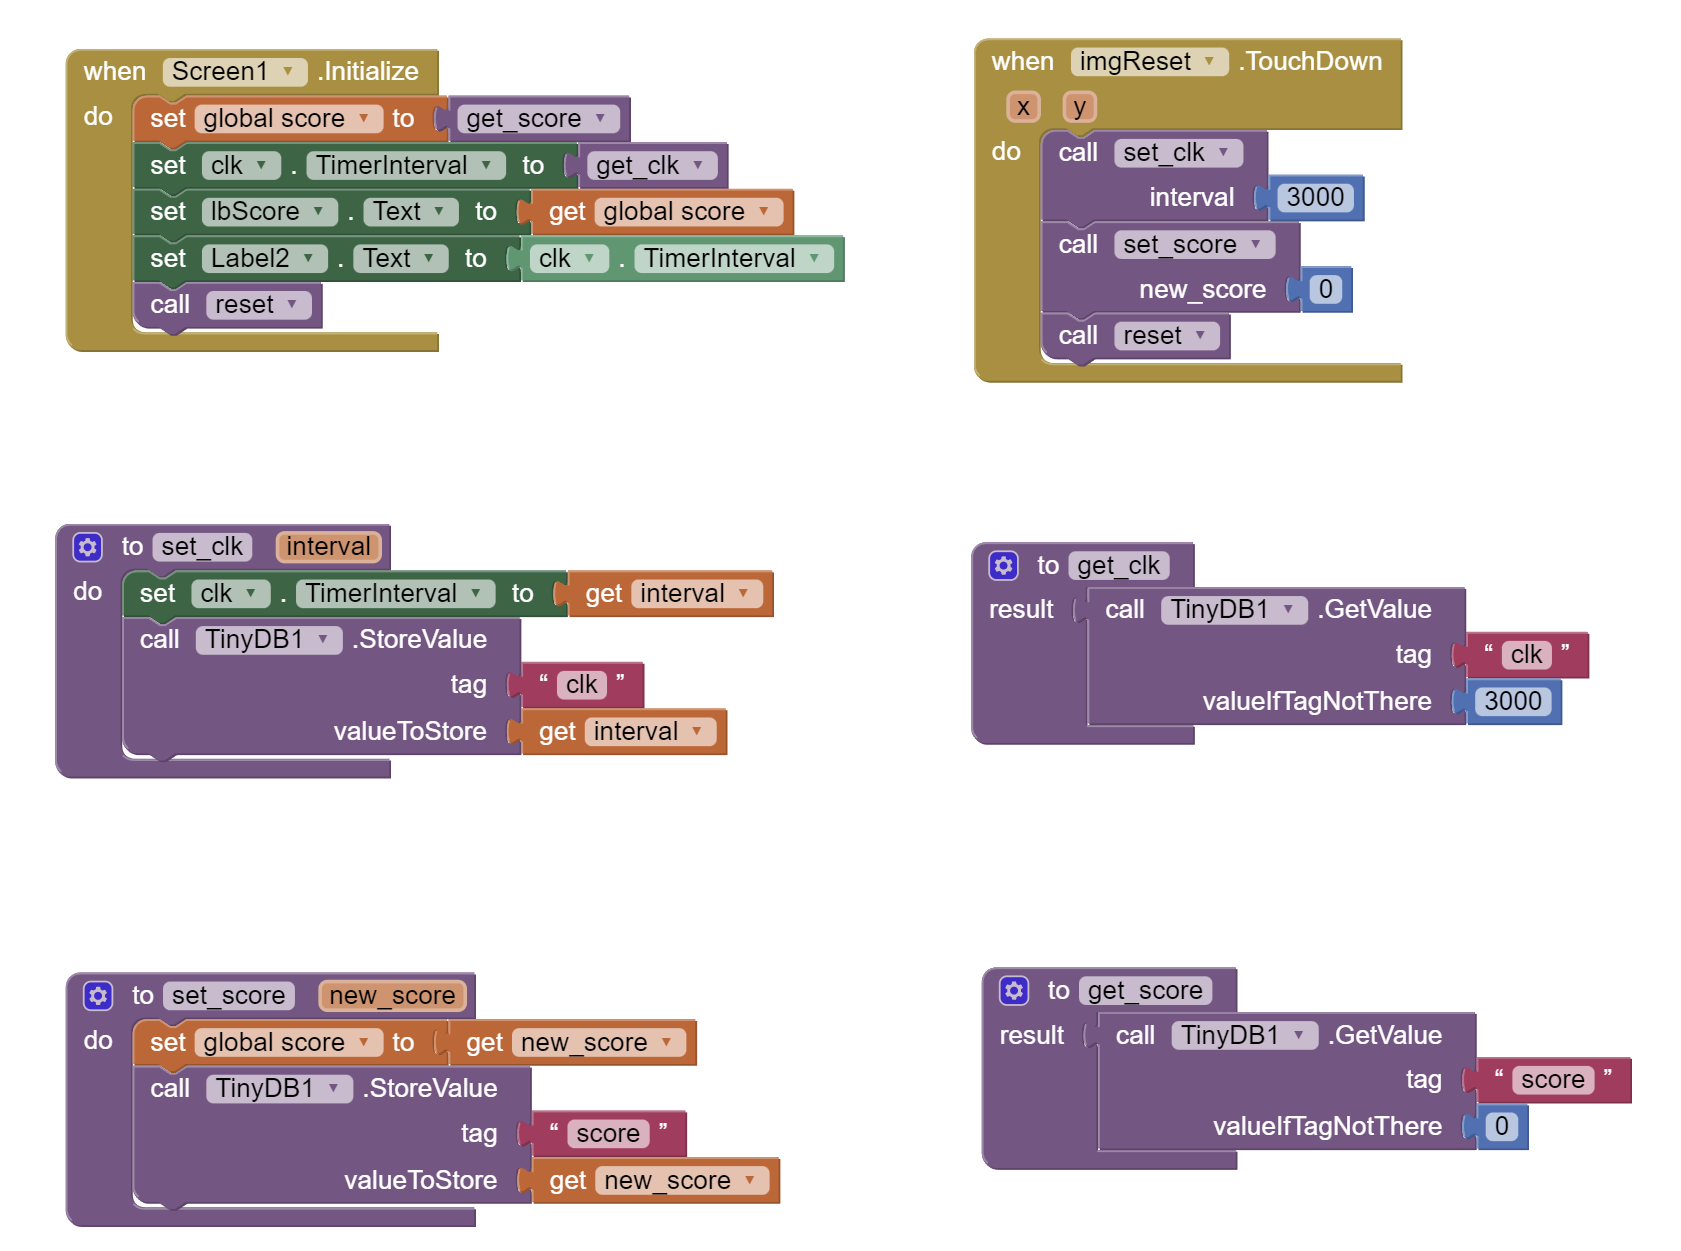 when Screen1 .Initialize
do set global score to get_score
set clk . TimerInterval to get_clk
set lbScore . Text to get global score
set Label2 . Text to clk . TimerInterval
call reset
when imgReset .TouchDown
x y
do call set_clk
interval 3000
call set_score
new_score 0
call reset
to set_clk interval
do set clk . TimerInterval to get interval
call TinyDB1 .StoreValue
tag “ clk ”
valueToStore get interval
to get_clk
result call TinyDB1 .GetValue
tag “ clk ”
valueIfTagNotThere 3000
to set_score new_score
do set global score to get new_score
call TinyDB1 .StoreValue
tag “ score ”
valueToStore get new_score
to get_score
result call TinyDB1 .GetValue
tag “ score ”
valueIfTagNotThere 0